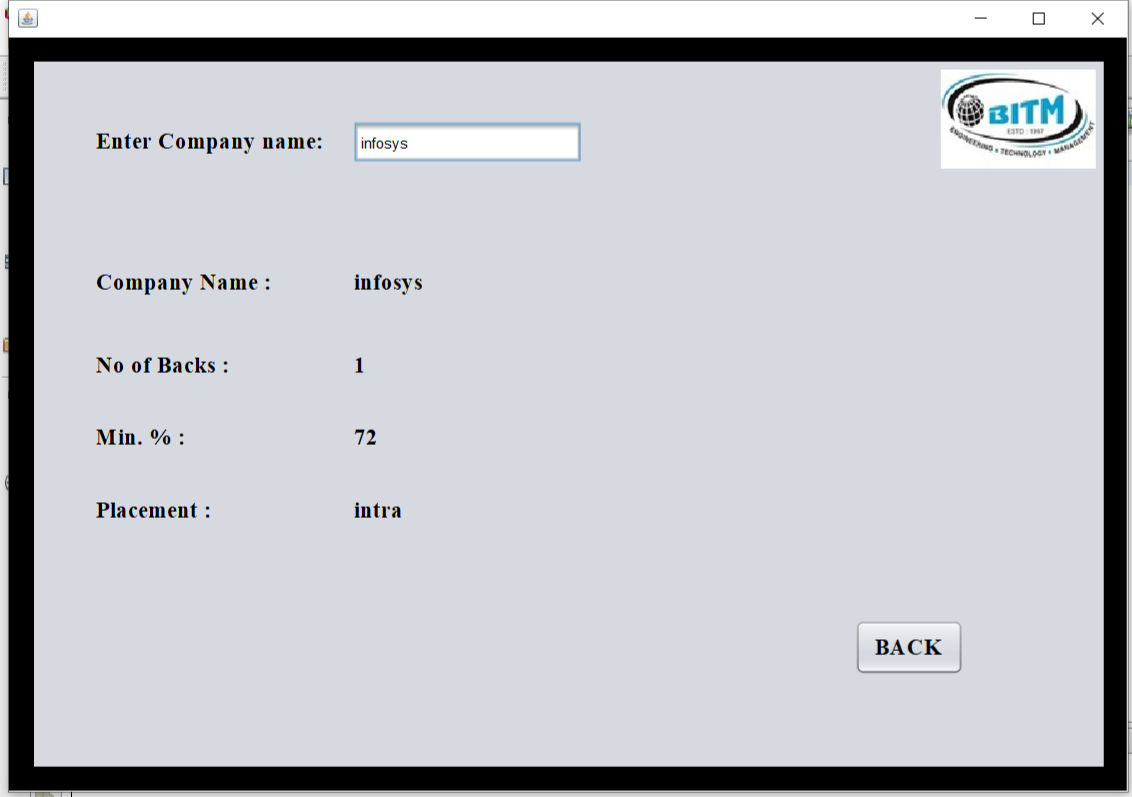 Enter Company name: infosys
BITM
ESTD : 1997
ENGINEERING • TECHNOLOGY • MANAGEMENT
Company Name : infosys
No of Backs : 1
Min. % : 72
Placement : intra
BACK